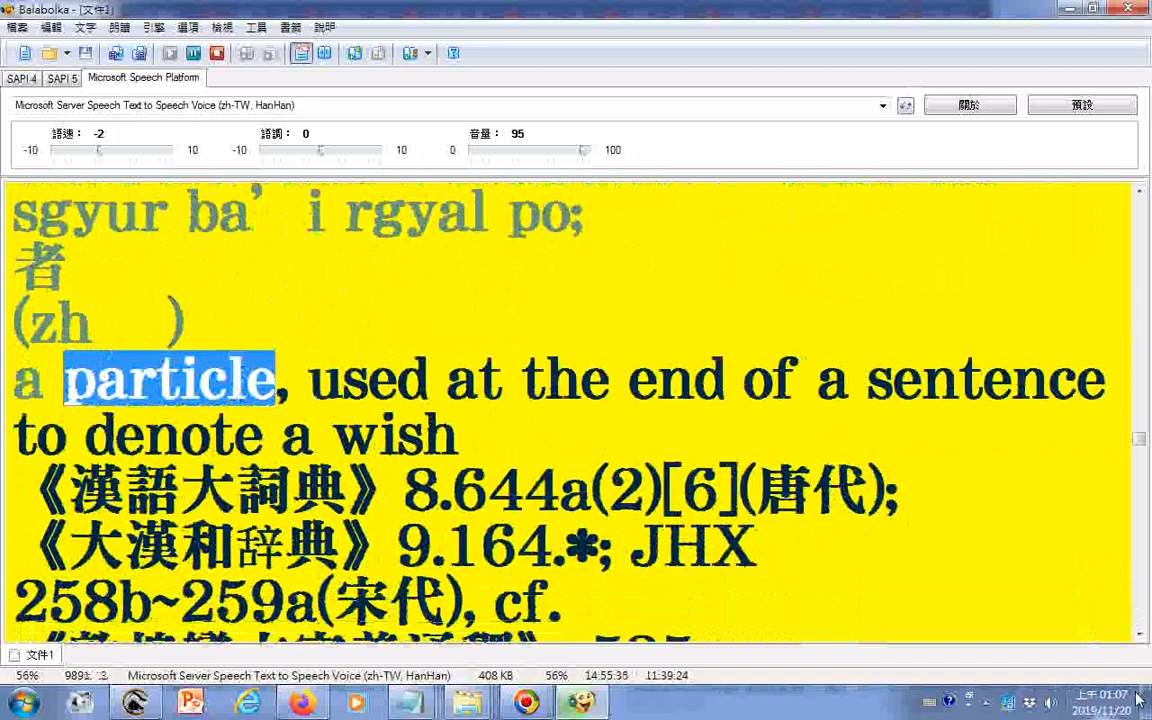 Balabolka - [文件1]
檔案 編輯 文字 朗讀 引擎 選項 檢視 工具 書籤 說明
SAPI 4 SAPI 5 Microsoft Speech Platform
Microsoft Server Speech Text to Speech Voice (zh-TW, HanHan) 關於 預設
語速： -2 語調： 0 音量： 95
-10 10 -10 10 0 100
sgyur ba’ i rgyal po;
者
(zh )
a particle, used at the end of a sentence
to denote a wish
《漢語大詞典》 8.644a(2)[6](唐代);
《大漢和辞典》 9.164.*; JHX
258b~259a(宋代), cf.
文件1
56% Microsoft Server Speech Text to Speech Voice (zh-TW, HanHan) 408 KB 56% 14:55:36 11:39:24
上午 01:07
2019/11/20